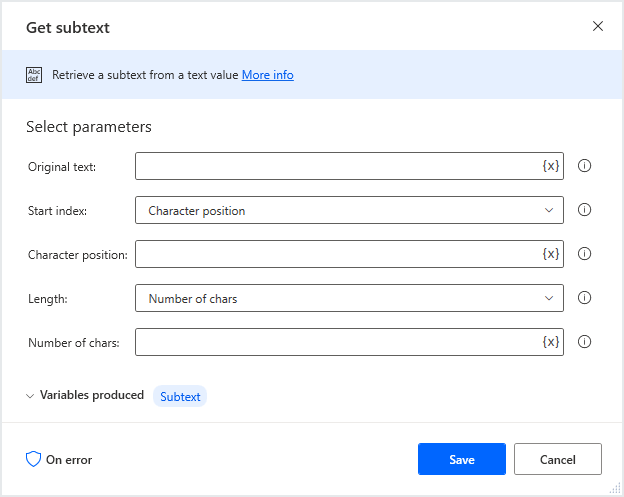 Get subtext
Abc
def
Retrieve a subtext from a text value More info
Select parameters
Original text: {x}
Start index: Character position
Character position: {x}
Length: Number of chars
Number of chars: {x}
Variables produced Subtext
On error Save Cancel